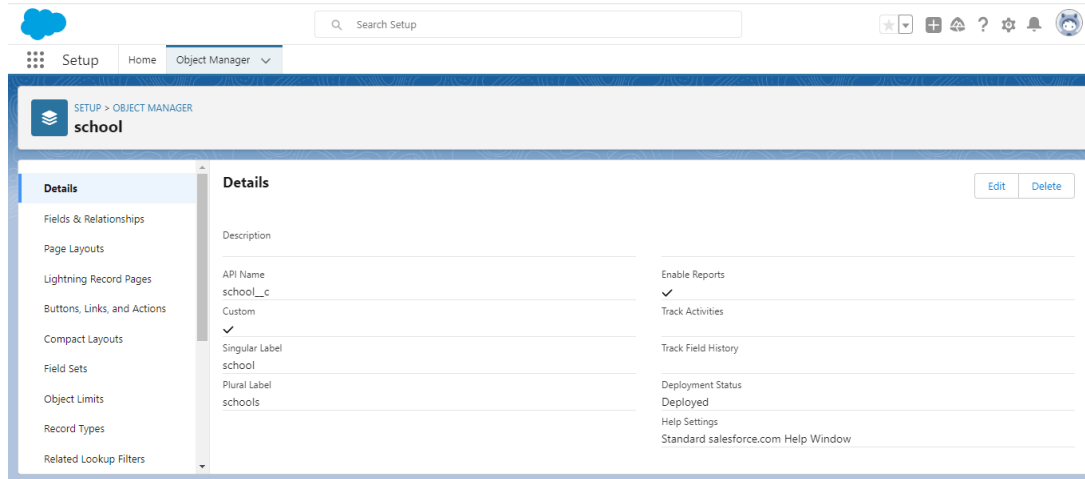 Search Setup
Setup
Home
Object Manager
SETUP > OBJECT MANAGER
school
Details
Fields & Relationships
Page Layouts
Lightning Record Pages
Buttons, Links, and Actions
Compact Layouts
Field Sets
Object Limits
Record Types
Related Lookup Filters
Details
Edit
Delete
Description
API Name
school__c
Custom
Singular Label
school
Plural Label
schools
Enable Reports
Track Activities
Track Field History
Deployment Status
Deployed
Help Settings
Standard salesforce.com Help Window